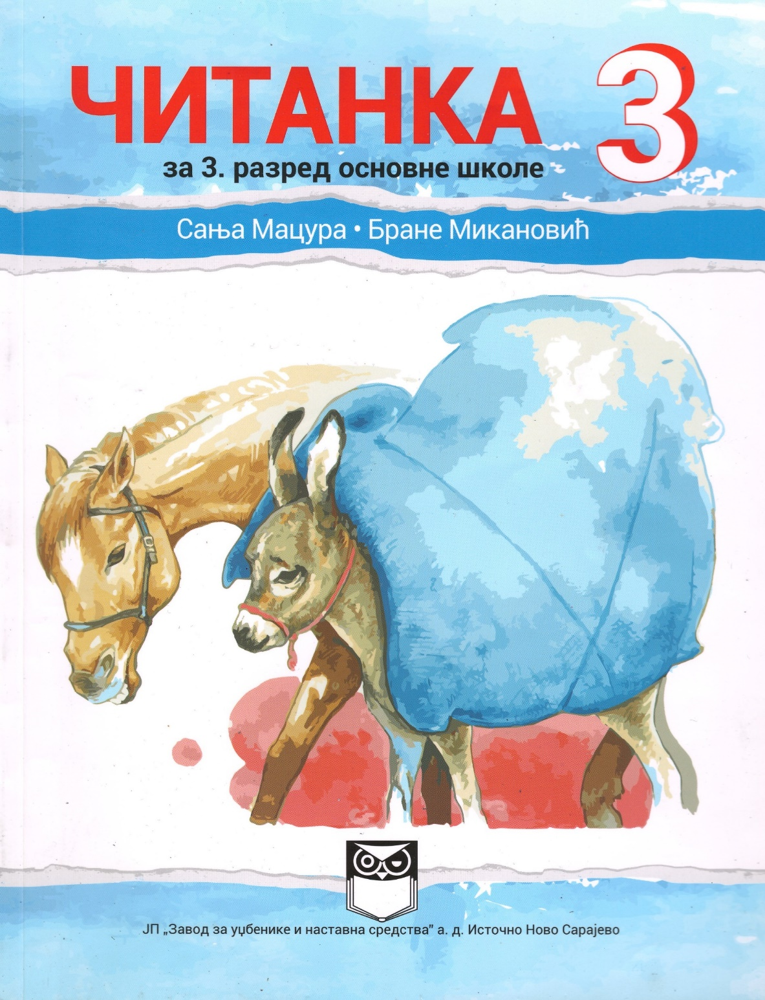 ЧИТАНКА 3
за 3. разред основне школе
Сања Мацура • Бране Микановић
ЈП „Завод за уџбенике и наставна средства" а. д. Источно Ново Сарајево